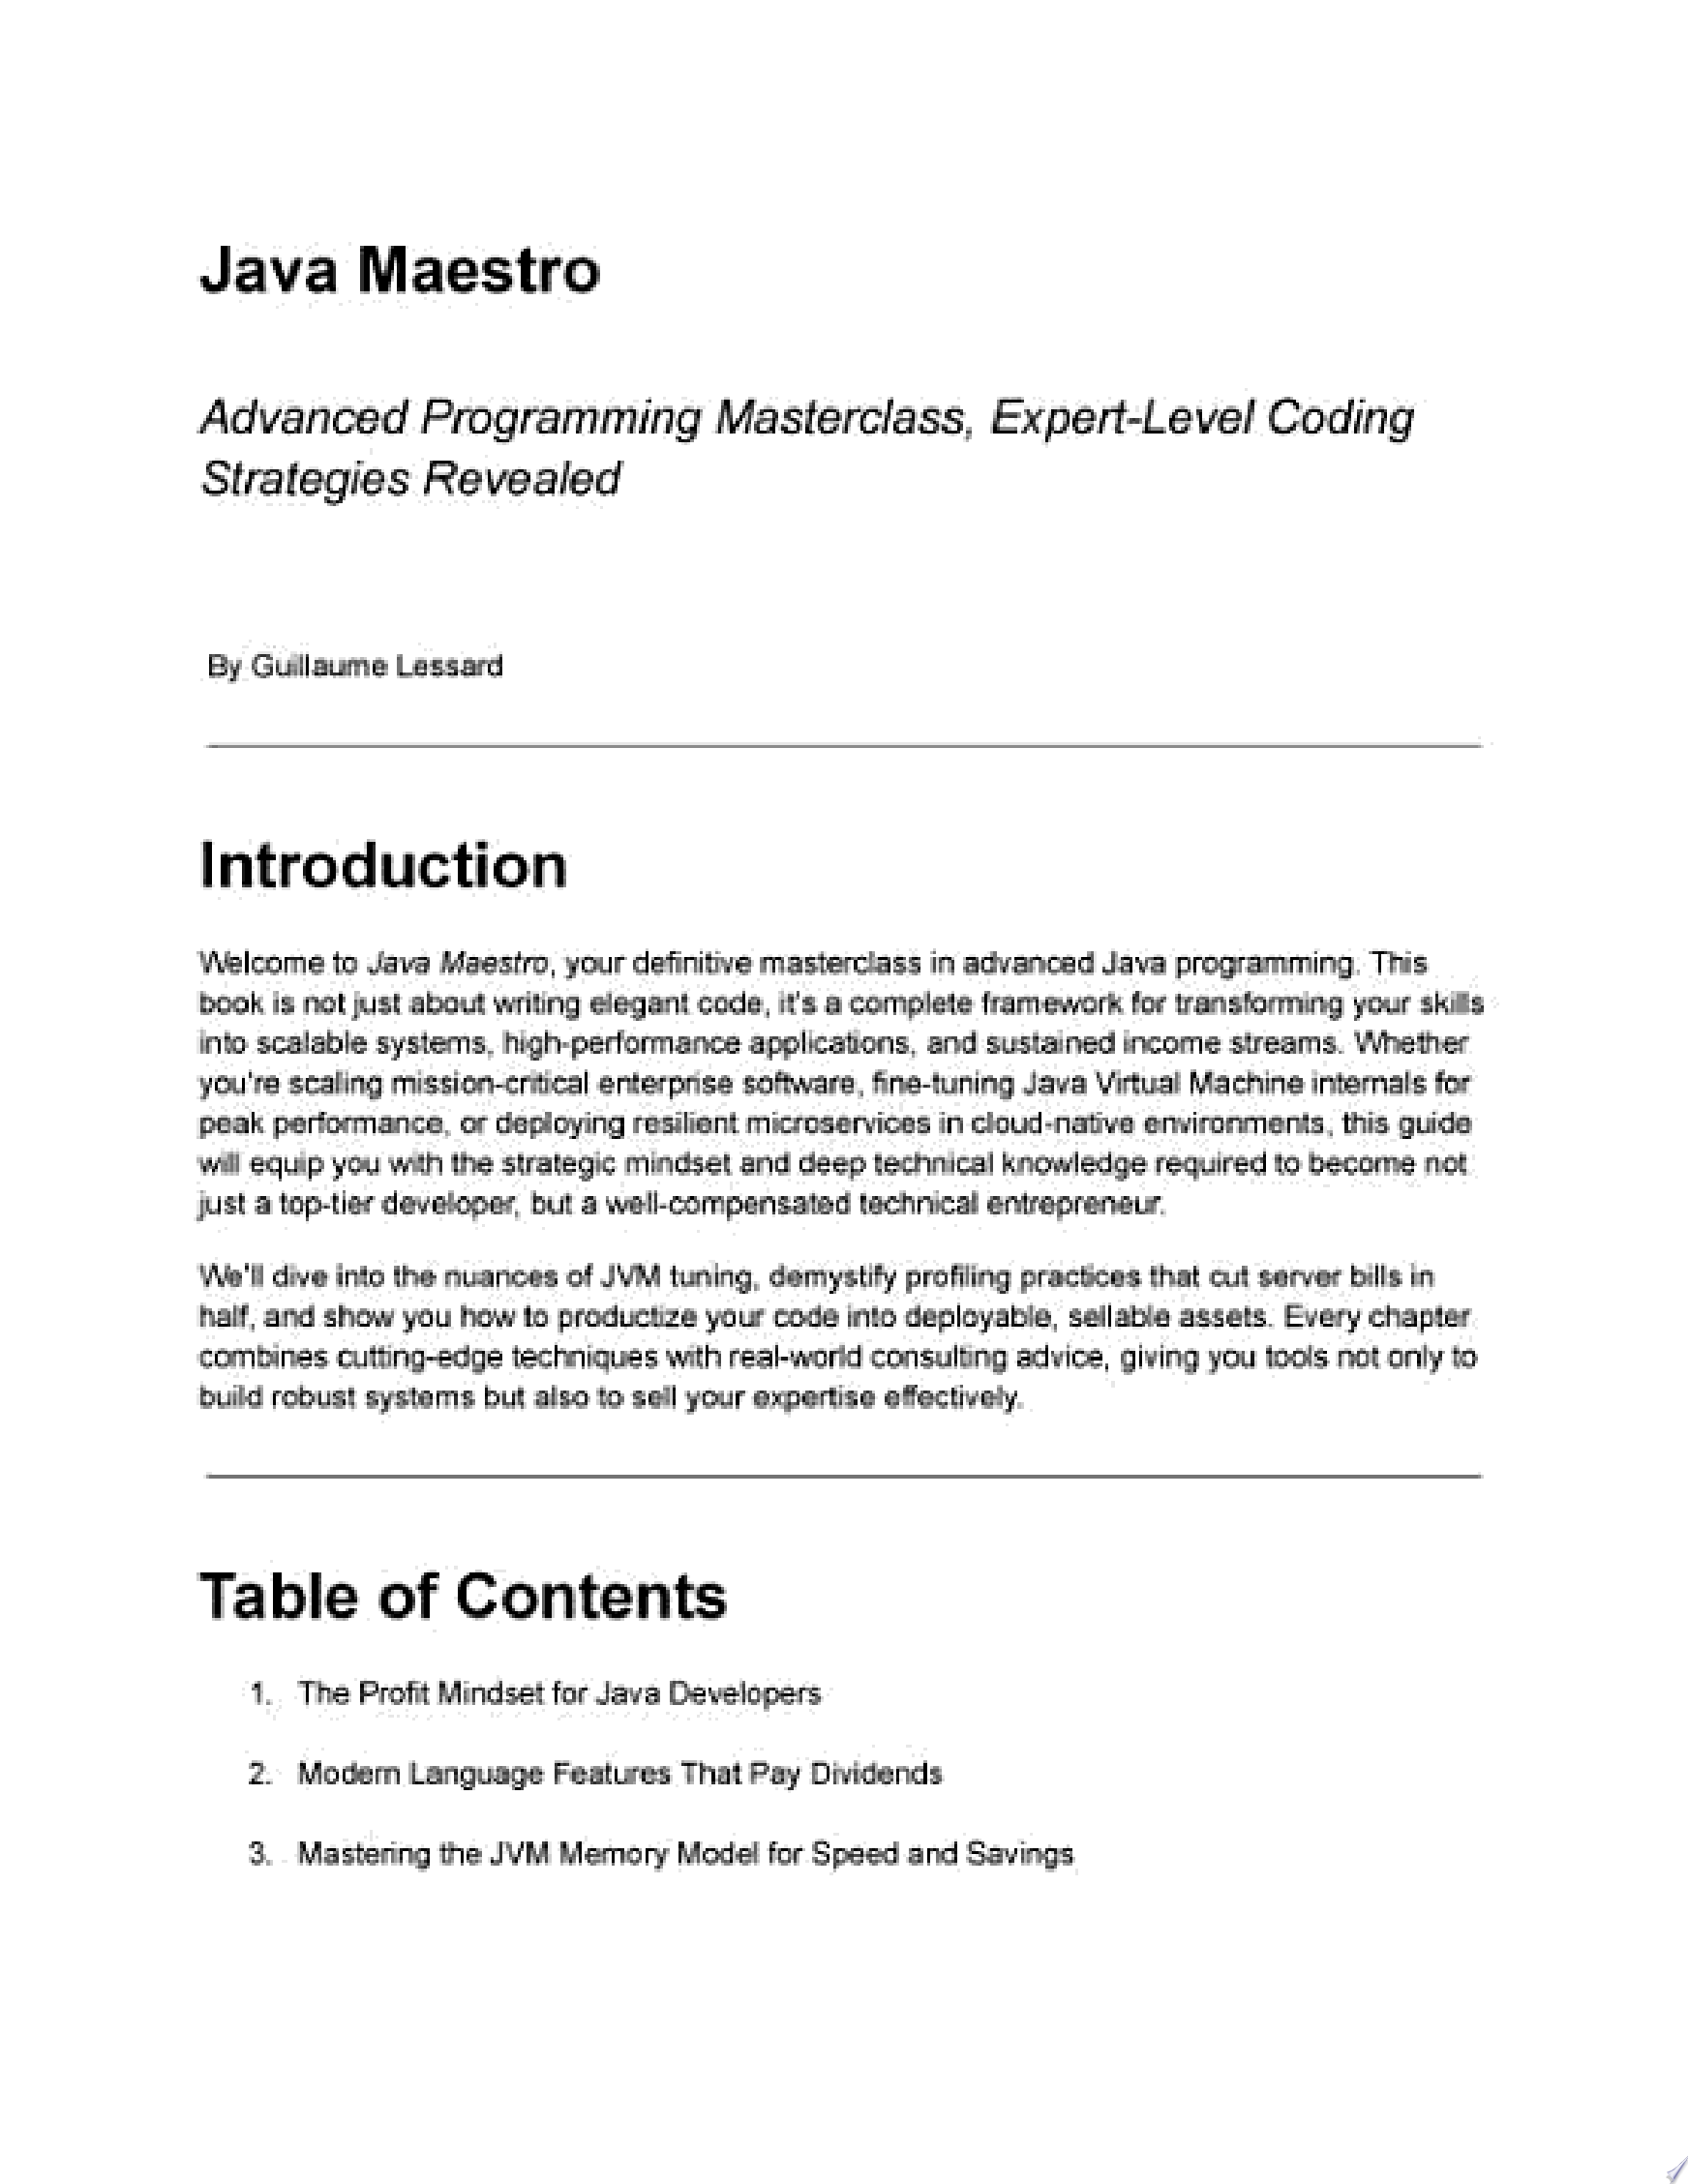 Java Maestro
Advanced Programming Masterclass, Expert-Level Coding
Strategies Revealed
By Guillaume Lessard
Introduction
Welcome to Java Maestro, your definitive masterclass in advanced Java programming. This
book is not just about writing elegant code, it's a complete framework for transforming your skills
into scalable systems, high-performance applications, and sustained income streams. Whether
you're scaling mission-critical enterprise software, fine-tuning Java Virtual Machine internals for
peak performance, or deploying resilient microservices in cloud-native environments, this guide
will equip you with the strategic mindset and deep technical knowledge required to become not
just a top-tier developer, but a well-compensated technical entrepreneur.
We'll dive into the nuances of JVM tuning, demystify profiling practices that cut server bills in
half, and show you how to productize your code into deployable, sellable assets. Every chapter
combines cutting-edge techniques with real-world consulting advice, giving you tools not only to
build robust systems but also to sell your expertise effectively.
Table of Contents
1. The Profit Mindset for Java Developers
2. Modern Language Features That Pay Dividends
3. Mastering the JVM Memory Model for Speed and Savings